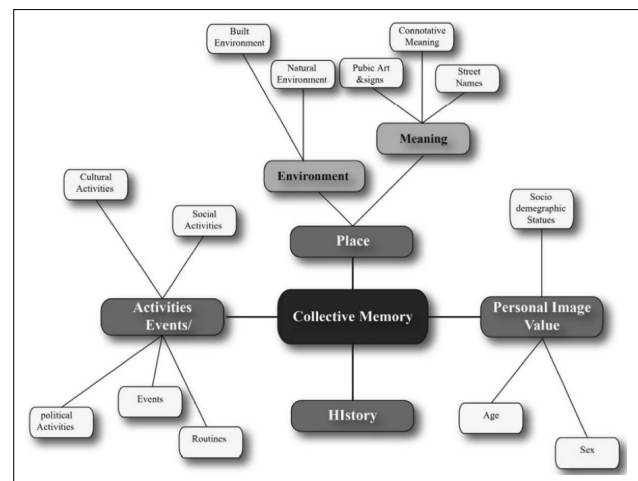 Built
Environment
Natural
Environment
Connotative
Meaning
Pubic Art
&signs
Street
Names
Environment
Meaning
Cultural
Activities
Social
Activities
Socio
demegraphic
Statues
Place
Activities
Events/
Collective Memory
Personal Image
Value
HIstory
political
Activities
Events
Routines
Age
Sex